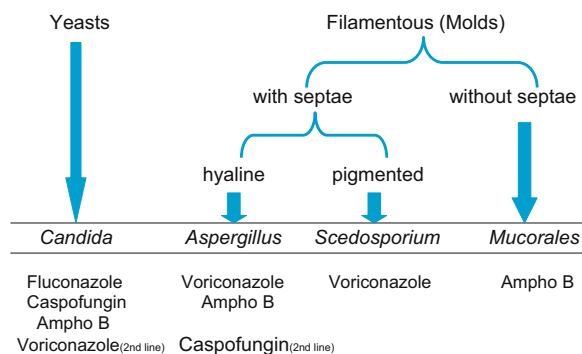 Yeasts Filamentous (Molds)
with septae without septae
hyaline pigmented
Candida Aspergillus Scedosporium Mucorales
Fluconazole Voriconazole Voriconazole Ampho B
Caspofungin Ampho B
Ampho B
Voriconazole(2nd line) Caspofungin(2nd line)